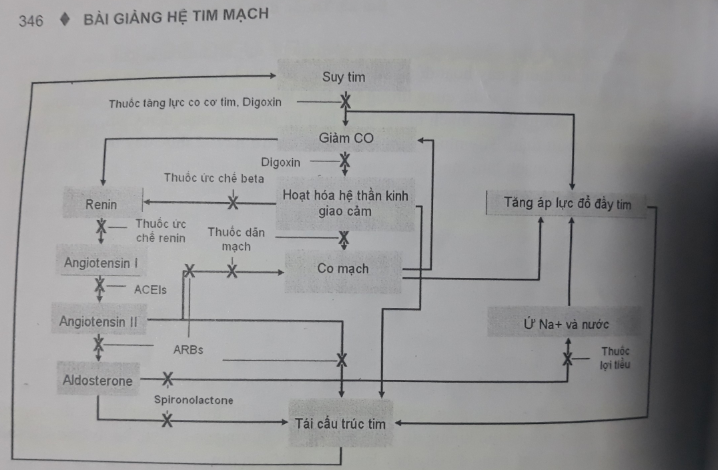 346 ♦ BÀI GIẢNG HỆ TIM MẠCH
Suy tim
Thuốc tăng lực co cơ tim, Digoxin
Giảm CO
Digoxin
Thuốc ức chế beta
Hoạt hóa hệ thần kinh
giao cảm
Renin
Tăng áp lực đổ đầy tim
Thuốc ức
chế renin
Thuốc dãn
mạch
Angiotensin I
Co mạch
ACEIs
Angiotensin II
Ứ Na+ và nước
ARBs
Thuốc
lợi tiểu
Aldosterone
Spironolactone
Tái cấu trúc tim